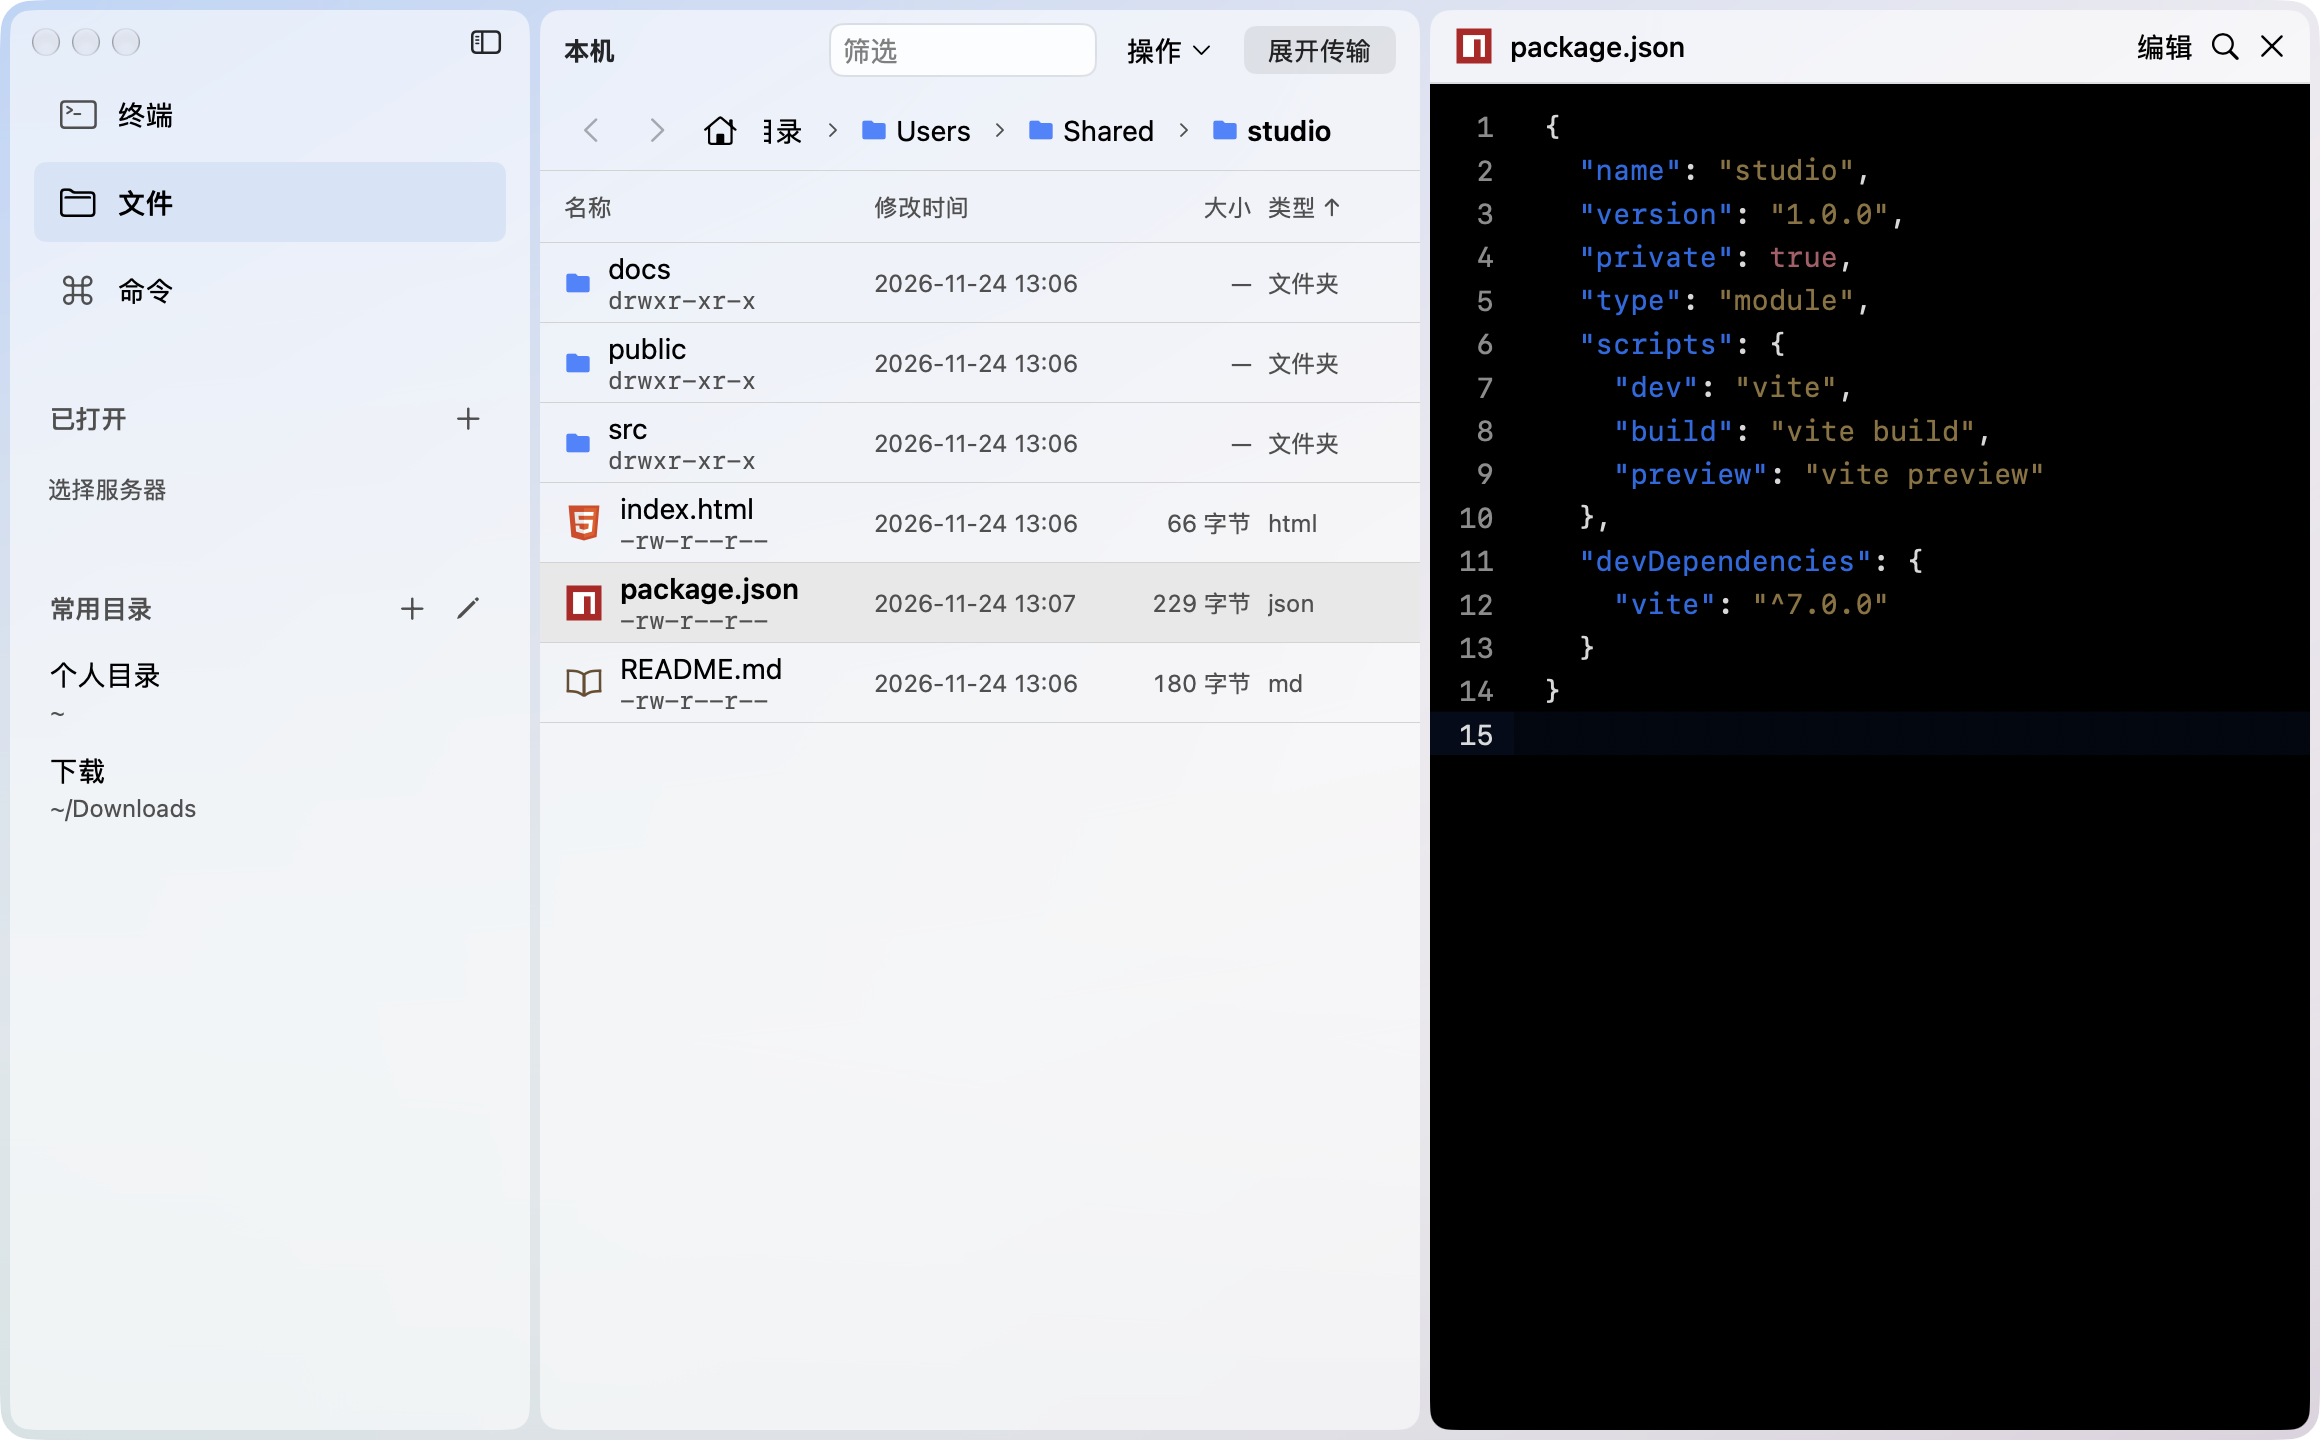 终端
文件
命令
已打开
选择服务器
常用目录
个人目录
~
下载
~/Downloads
本机 筛选 操作 展开传输
录 › Users › Shared › studio
名称 修改时间 大小 类型 ↑
docs
drwxr-xr-x
2026-11-24 13:06 — 文件夹
public
drwxr-xr-x
2026-11-24 13:06 — 文件夹
src
drwxr-xr-x
2026-11-24 13:06 — 文件夹
index.html
-rw-r--r--
2026-11-24 13:06 66 字节 html
package.json
-rw-r--r--
2026-11-24 13:07 229 字节 json
README.md
-rw-r--r--
2026-11-24 13:06 180 字节 md
package.json 编辑
1 {
2   "name": "studio",
3   "version": "1.0.0",
4   "private": true,
5   "type": "module",
6   "scripts": {
7     "dev": "vite",
8     "build": "vite build",
9     "preview": "vite preview"
10   },
11   "devDependencies": {
12     "vite": "^7.0.0"
13   }
14 }
15